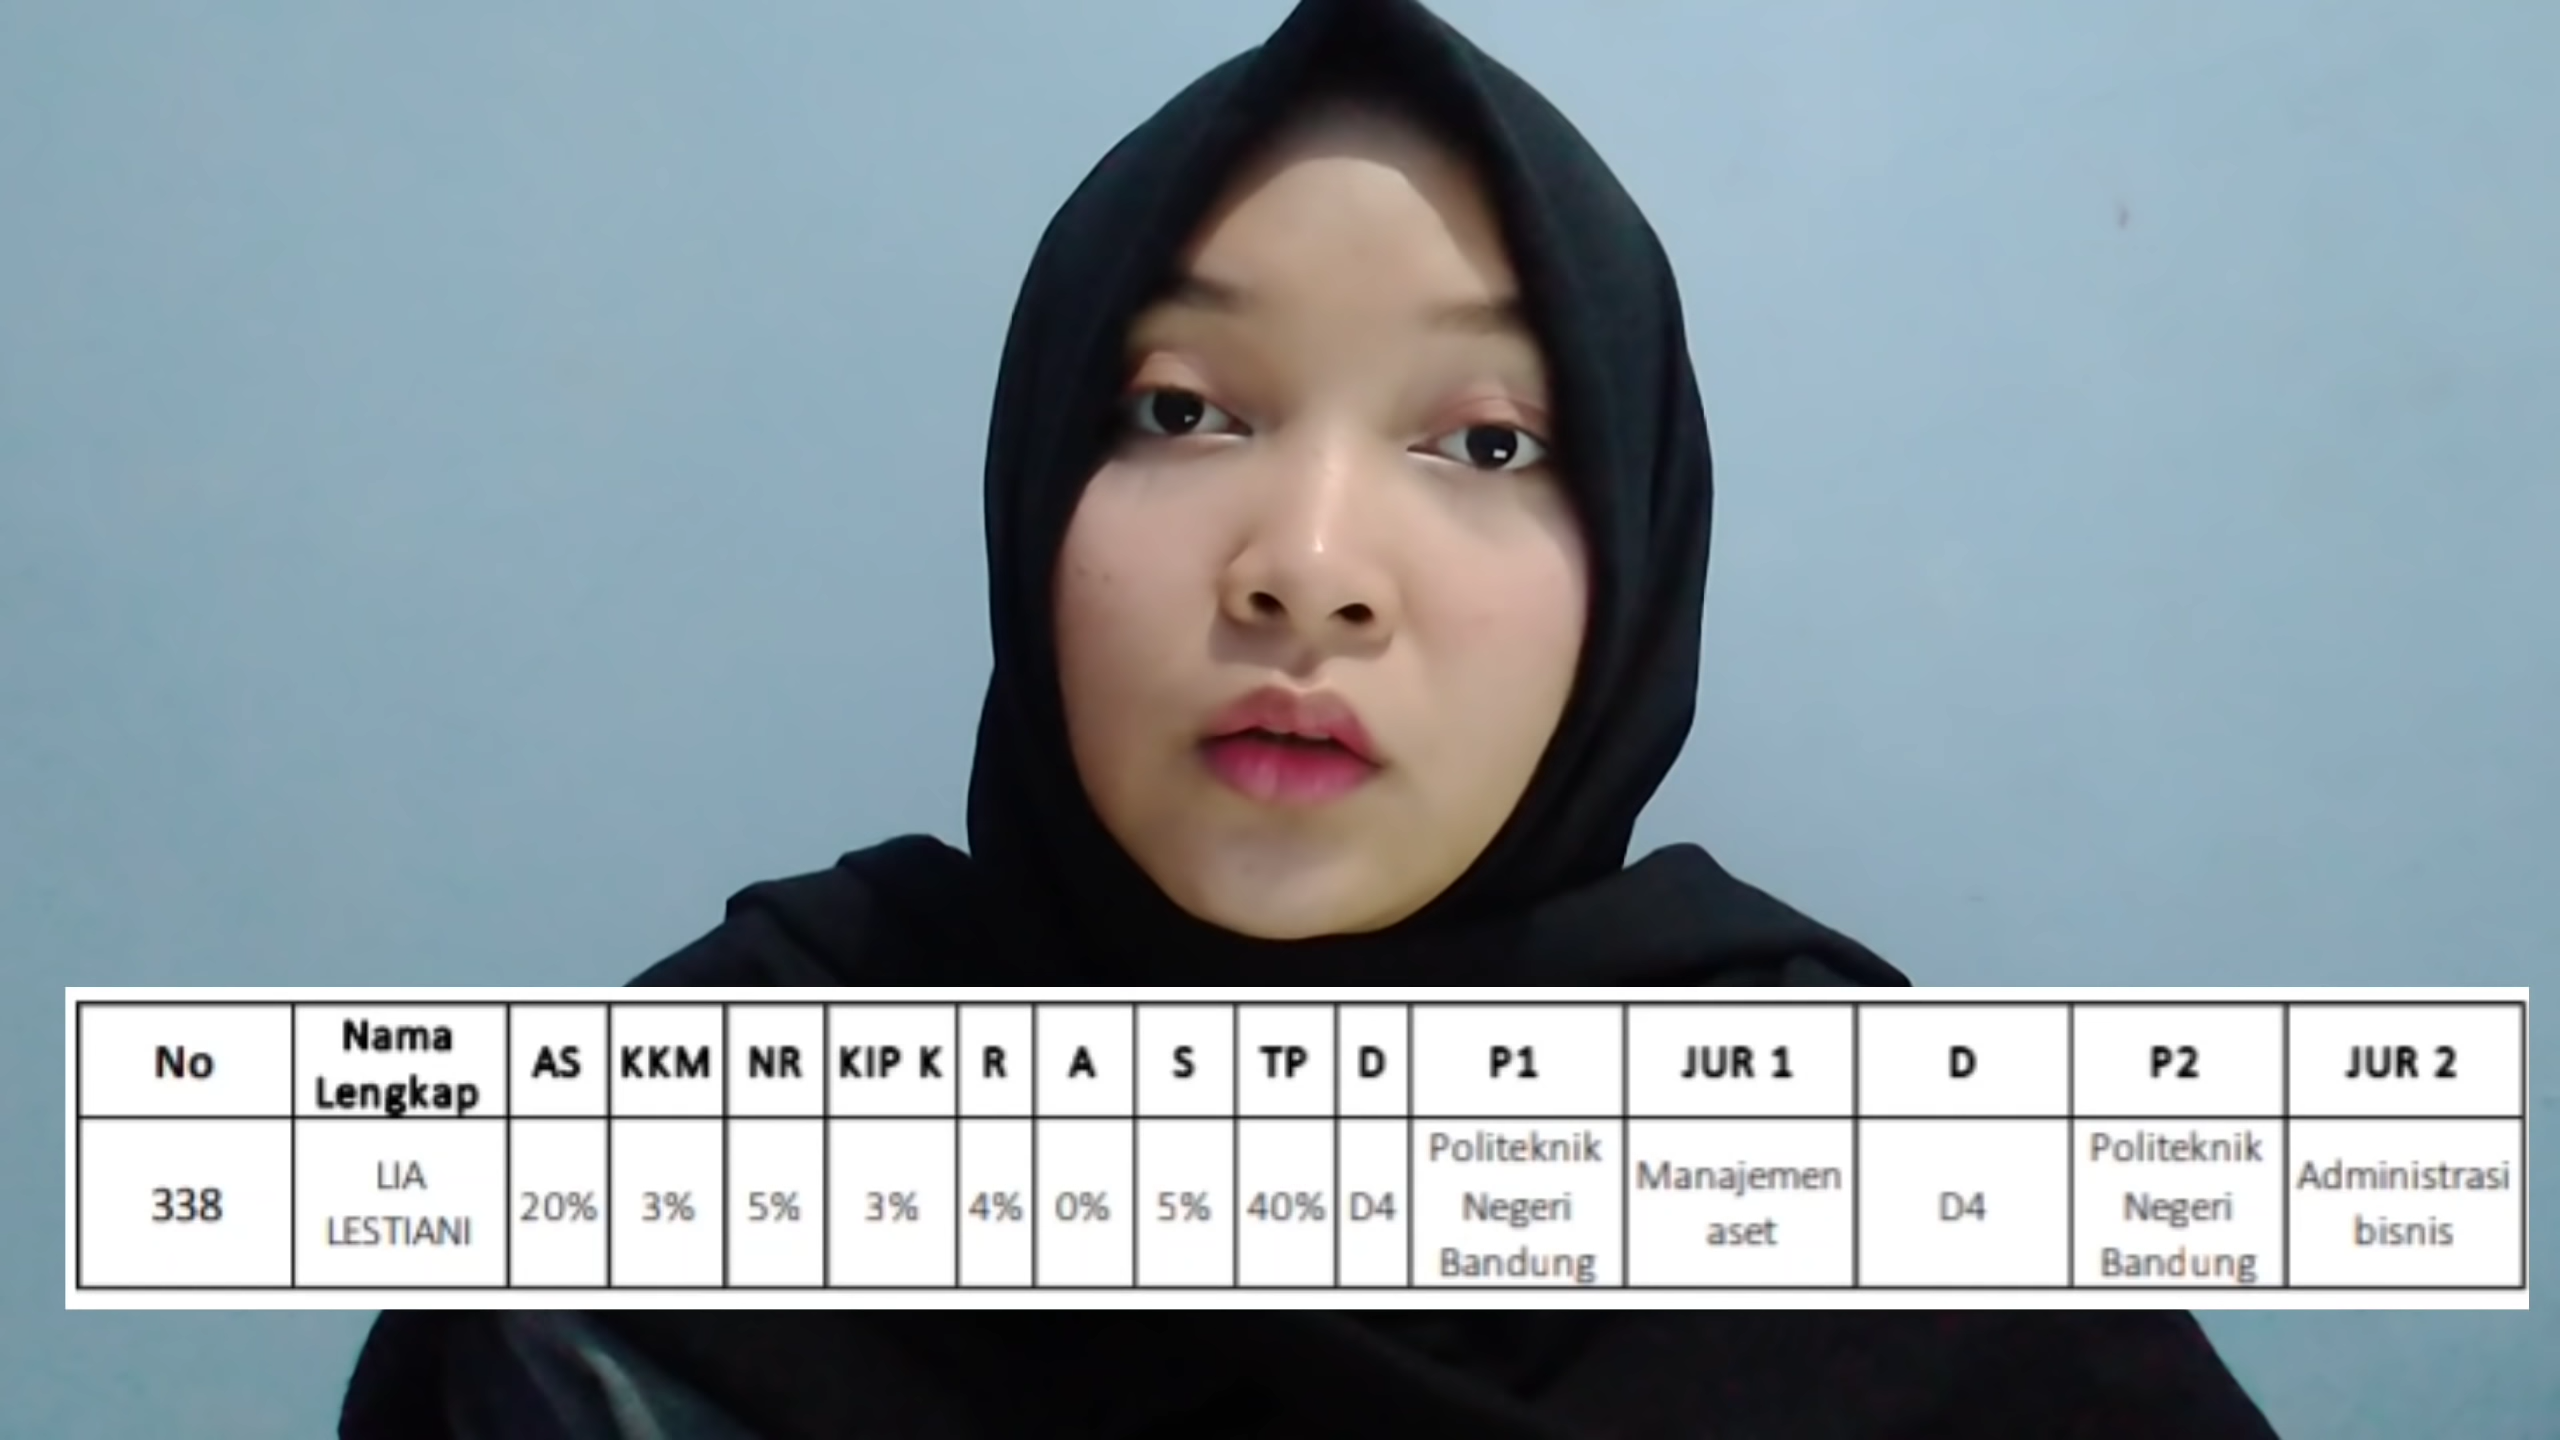 No Nama Lengkap AS KKM NR KIP K R A S TP D P1 JUR 1 D P2 JUR 2
338 LIA LESTIANI 20% 3% 5% 3% 4% 0% 5% 40% D4 Politeknik Negeri Bandung Manajemen aset D4 Politeknik Negeri Bandung Administrasi bisnis